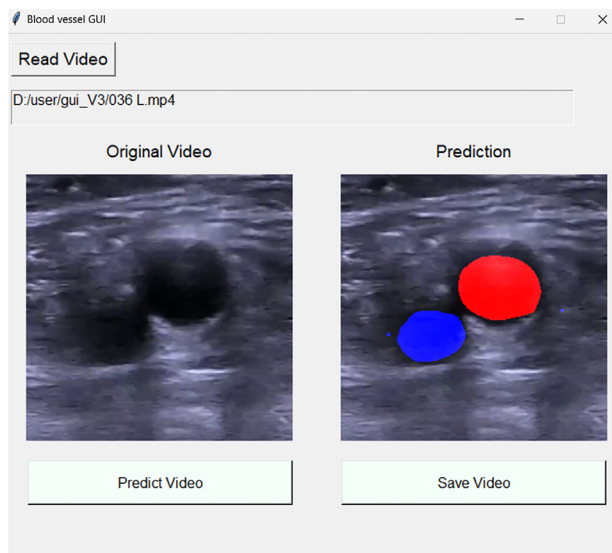 Blood vessel GUI
Read Video
D:/user/gui_V3/036 L.mp4
Original Video
Prediction
Predict Video
Save Video